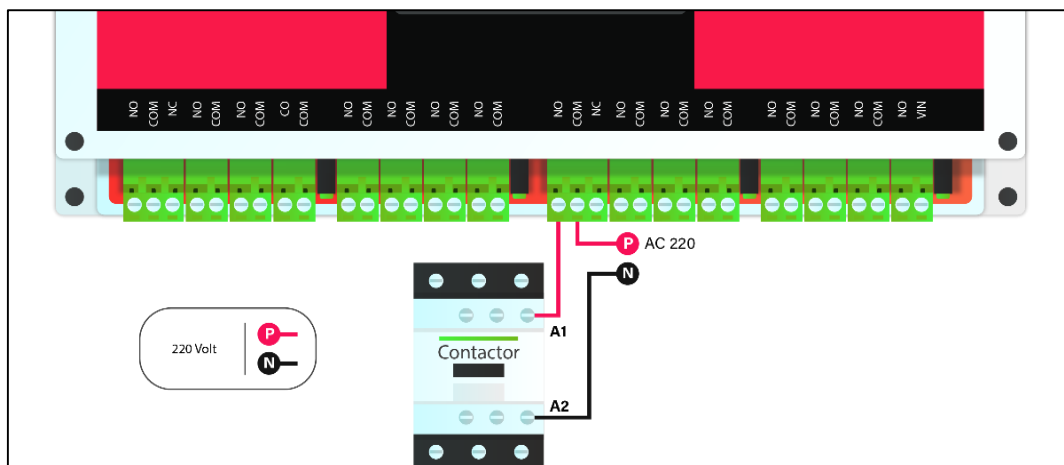 NO COM NC NO COM NO COM CO COM NO COM NO COM NO COM NO COM NO COM NC NO COM NO COM NO COM NO COM NO COM NO COM NO VIN
P AC 220
N
A1
220 Volt P
N
Contactor
A2